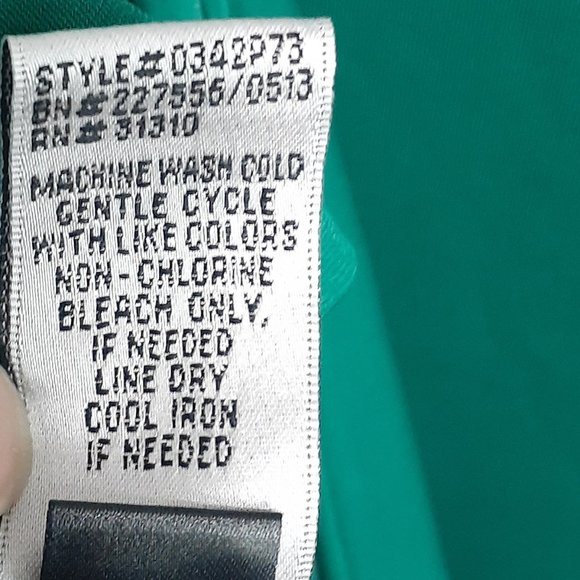 STYLE# 0342P73
BN# 227556/0513
RN# 31310
MACHINE WASH COLD
GENTLE CYCLE
WITH LIKE COLORS
NON-CHLORINE
BLEACH ONLY,
IF NEEDED
LINE DRY
COOL IRON
IF NEEDED